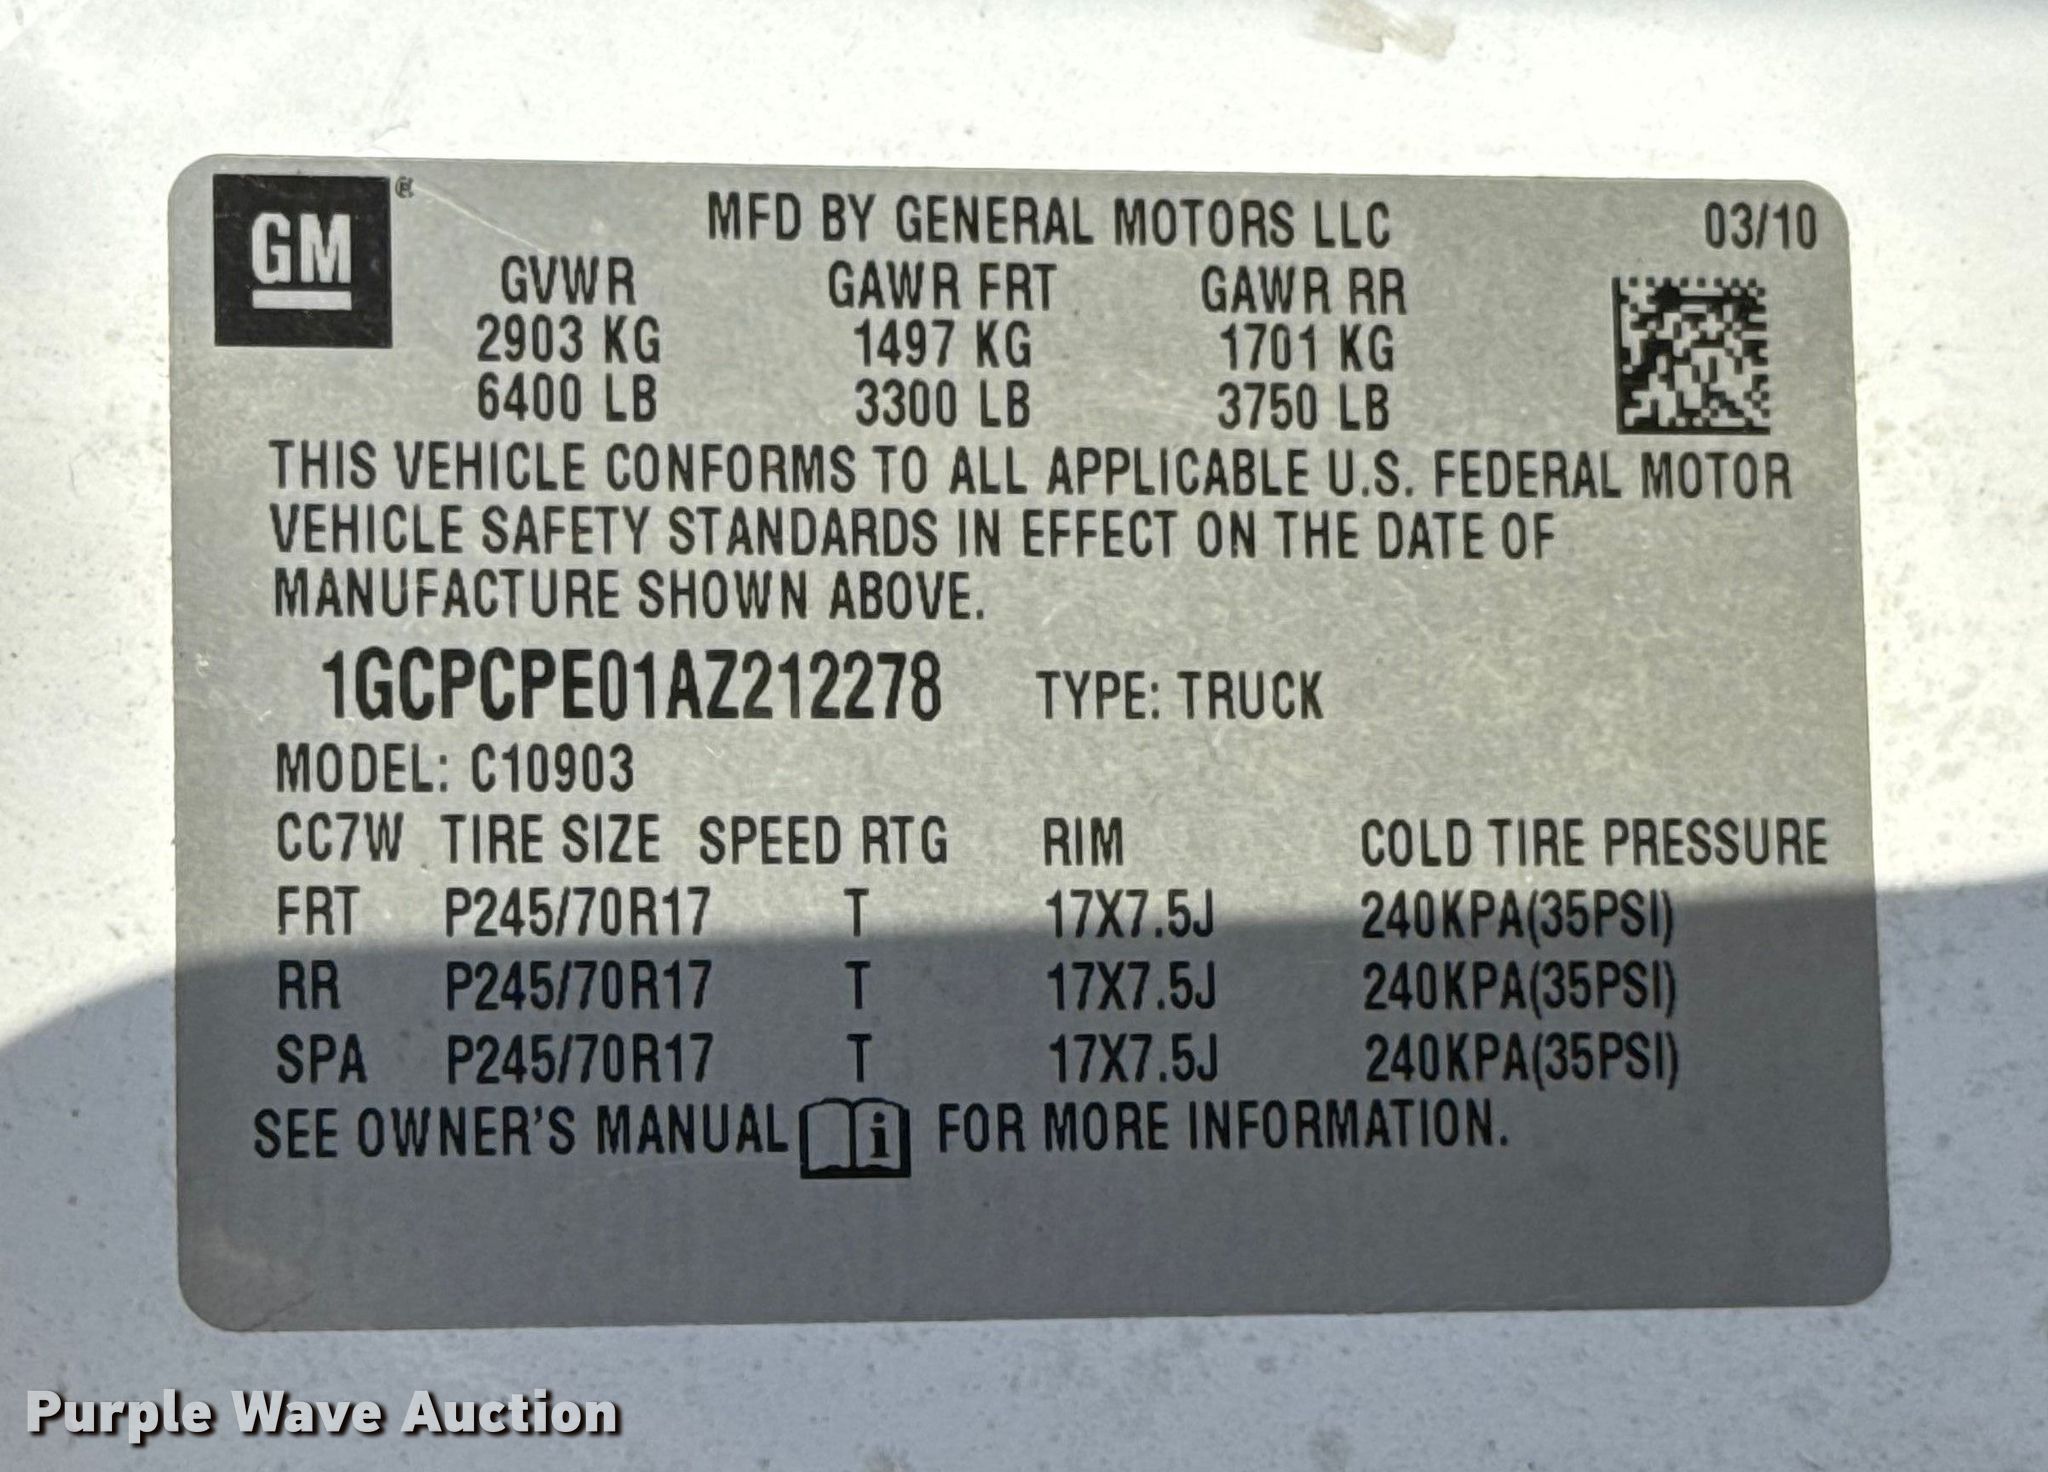 GM ®
MFD BY GENERAL MOTORS LLC 03/10
GVWR GAWR FRT GAWR RR
2903 KG 1497 KG 1701 KG
6400 LB 3300 LB 3750 LB
THIS VEHICLE CONFORMS TO ALL APPLICABLE U.S. FEDERAL MOTOR
VEHICLE SAFETY STANDARDS IN EFFECT ON THE DATE OF
MANUFACTURE SHOWN ABOVE.
1GCPCPE01AZ212278 TYPE: TRUCK
MODEL: C10903
CC7W TIRE SIZE SPEED RTG RIM COLD TIRE PRESSURE
FRT P245/70R17 T 17X7.5J 240KPA(35PSI)
RR P245/70R17 T 17X7.5J 240KPA(35PSI)
SPA P245/70R17 T 17X7.5J 240KPA(35PSI)
SEE OWNER'S MANUAL i FOR MORE INFORMATION.
Purple Wave Auction